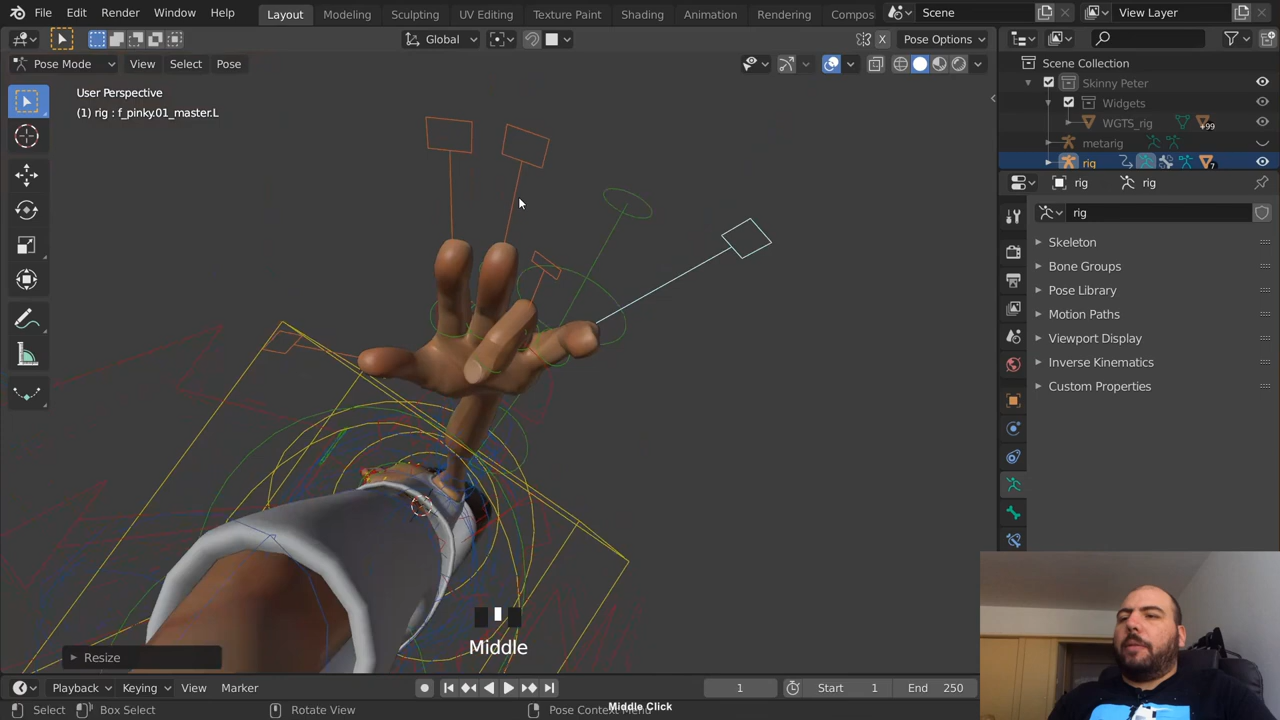 File Edit Render Window Help Layout Modeling Sculpting UV Editing Texture Paint Shading Animation Rendering Compos Scene View Layer
Global X Pose Options
Pose Mode View Select Pose
User Perspective
(1) rig : f_pinky.01_master.L
Scene Collection
Skinny Peter
Widgets
WGTS_rig +99
metarig
rig 7
rig rig
rig
Skeleton
Bone Groups
Pose Library
Motion Paths
Viewport Display
Inverse Kinematics
Custom Properties
Middle
Resize
Playback Keying View Marker 1 Start 1 End 250
Select Box Select Rotate View Middle Click Pose Context Menu